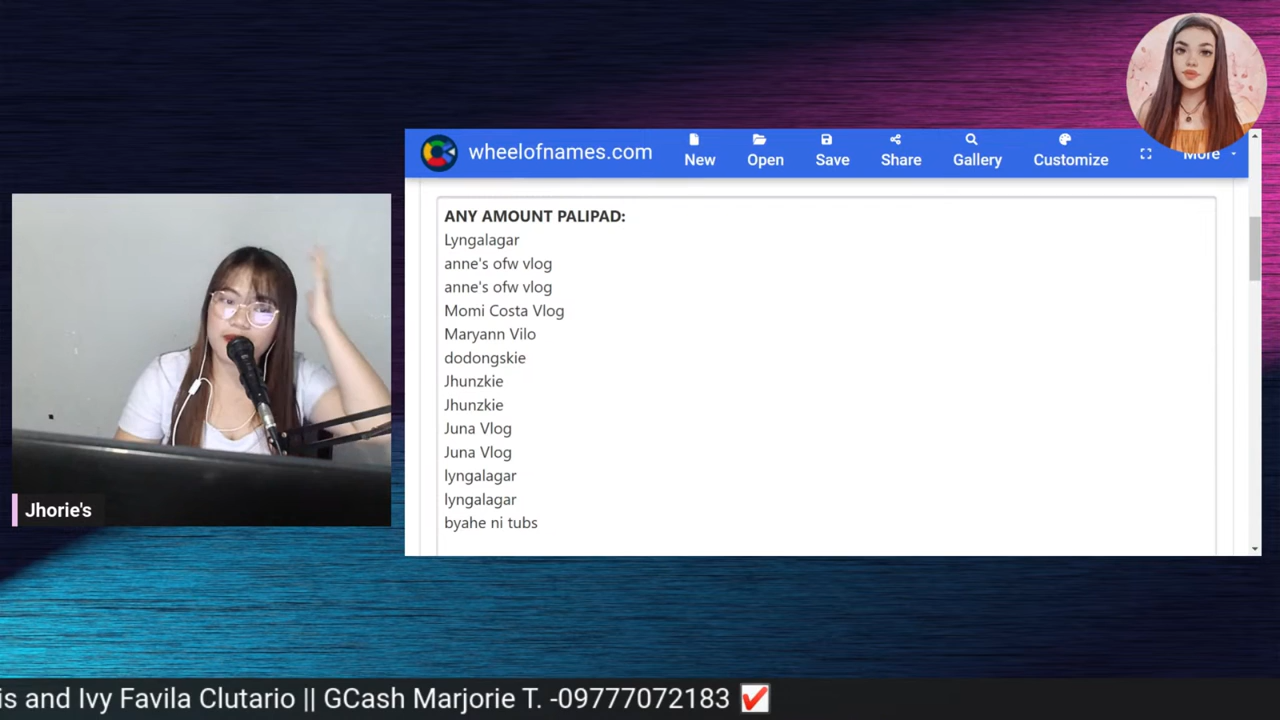 wheelofnames.com
New
Open
Save
Share
Gallery
Customize
More
ANY AMOUNT PALIPAD:
Lyngalagar
anne's ofw vlog
anne's ofw vlog
Momi Costa Vlog
Maryann Vilo
dodongskie
Jhunzkie
Jhunzkie
Juna Vlog
Juna Vlog
lyngalagar
lyngalagar
byahe ni tubs
Jhorie's
is and Ivy Favila Clutario || GCash Marjorie T. -09777072183 ✅